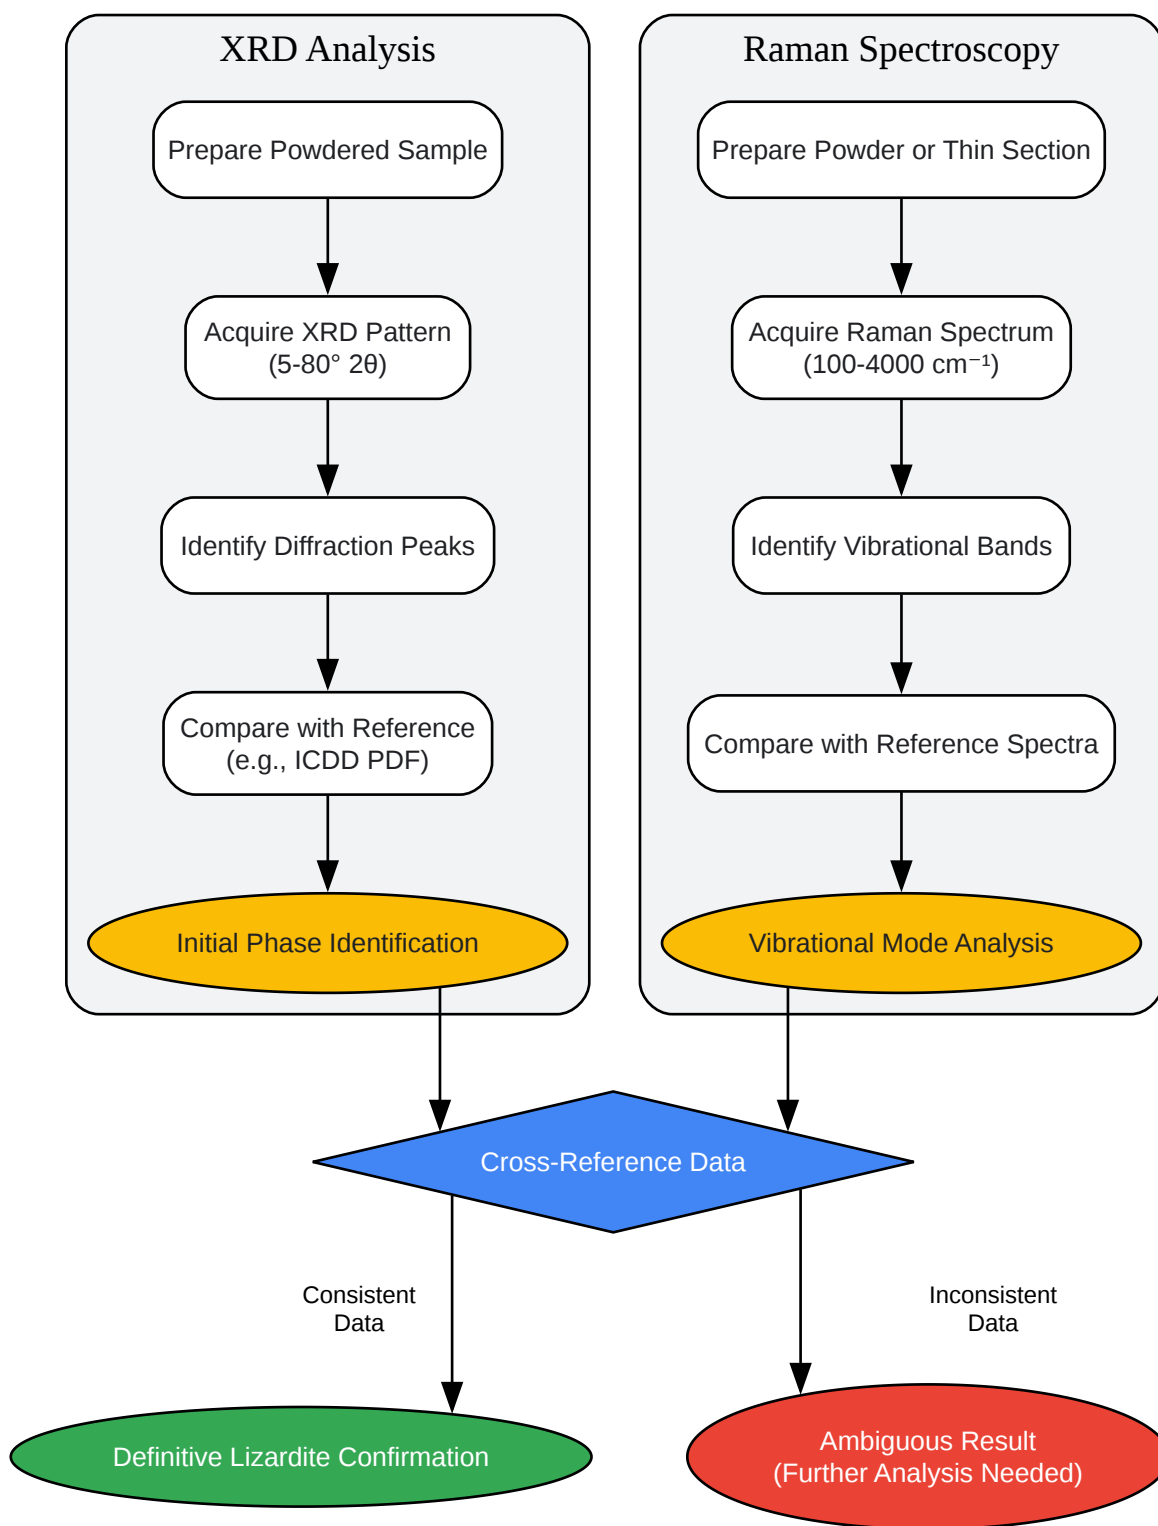 XRD Analysis
Prepare Powdered Sample
Acquire XRD Pattern
(5-80° 2θ)
Identify Diffraction Peaks
Compare with Reference
(e.g., ICDD PDF)
Initial Phase Identification
Raman Spectroscopy
Prepare Powder or Thin Section
Acquire Raman Spectrum
(100-4000 cm⁻¹)
Identify Vibrational Bands
Compare with Reference Spectra
Vibrational Mode Analysis
Cross-Reference Data
Consistent
Data
Inconsistent
Data
Definitive Lizardite Confirmation
Ambiguous Result
(Further Analysis Needed)